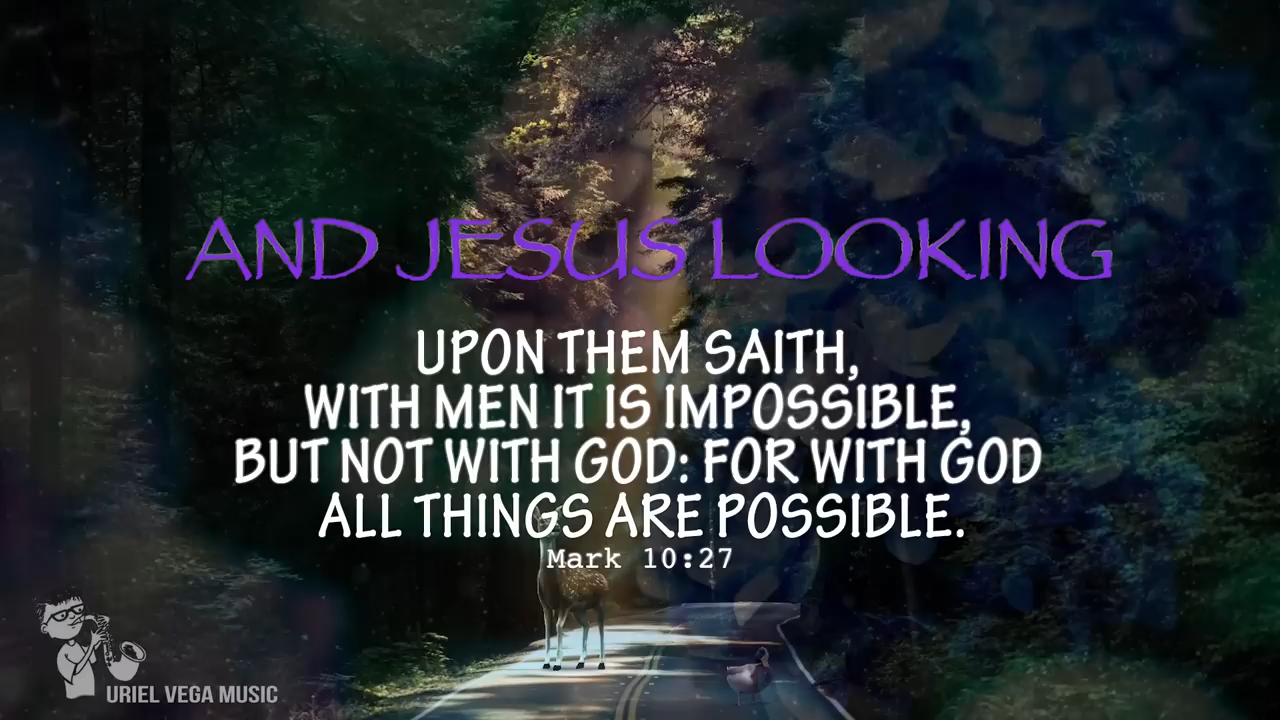 AND JESUS LOOKING
UPON THEM SAITH,
WITH MEN IT IS IMPOSSIBLE,
BUT NOT WITH GOD: FOR WITH GOD
ALL THINGS ARE POSSIBLE.
Mark 10:27
URIEL VEGA MUSIC